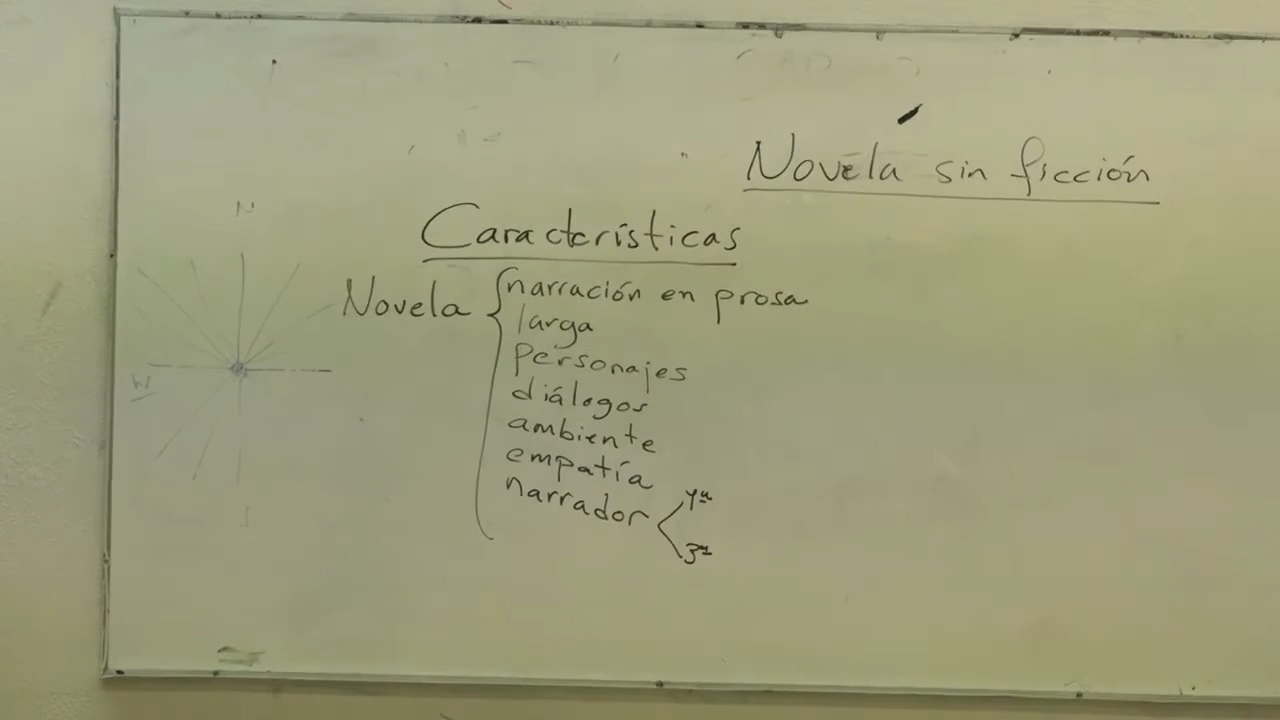 Novela sin ficción
Características
Novela { narración en prosa
larga
personajes
diálogos
ambiente
empatía
narrador < 1ª
3ª
N
W